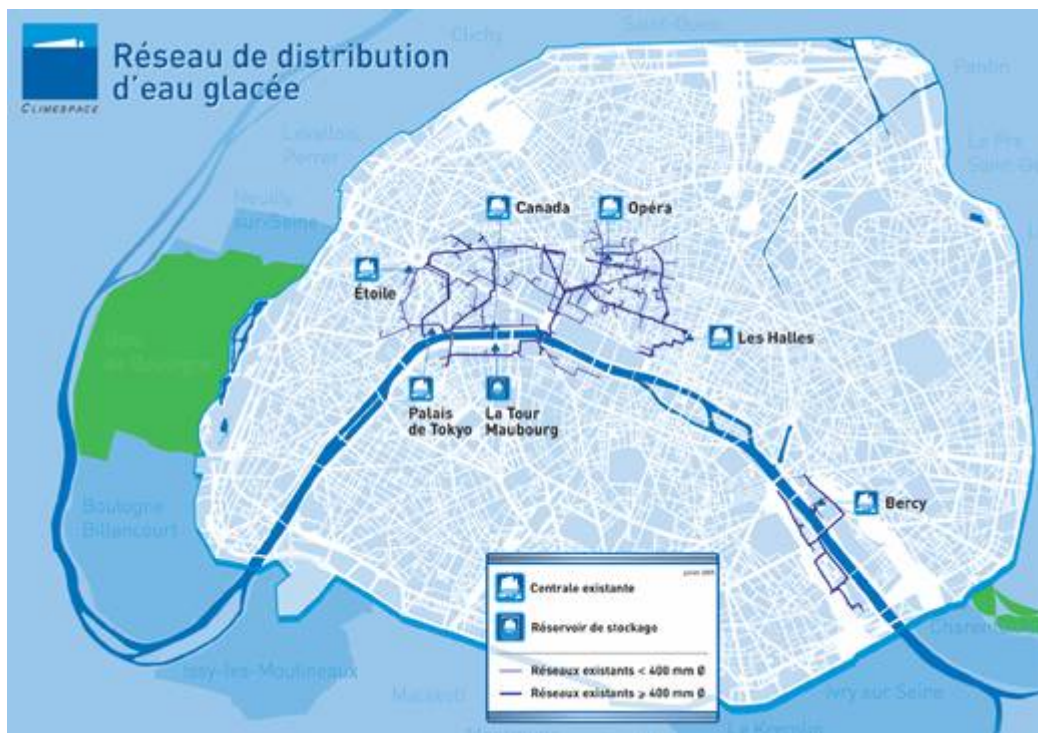 Réseau de distribution
d'eau glacée
CLIMESPACE
Clichy
Saint-Ouen
Pantin
Levallois
Perret
Le Pré
Neuilly
sur-Seine
Canada
Opéra
Étoile
Les Halles
Palais
de Tokyo
La Tour
Maubourg
Boulogne
Billancourt
Bercy
Centrale existante
Réservoir de stockage
Réseaux existants < 400 mm Ø
Réseaux existants ≥ 400 mm Ø
Issy-les-Moulineaux
Ivry sur Seine